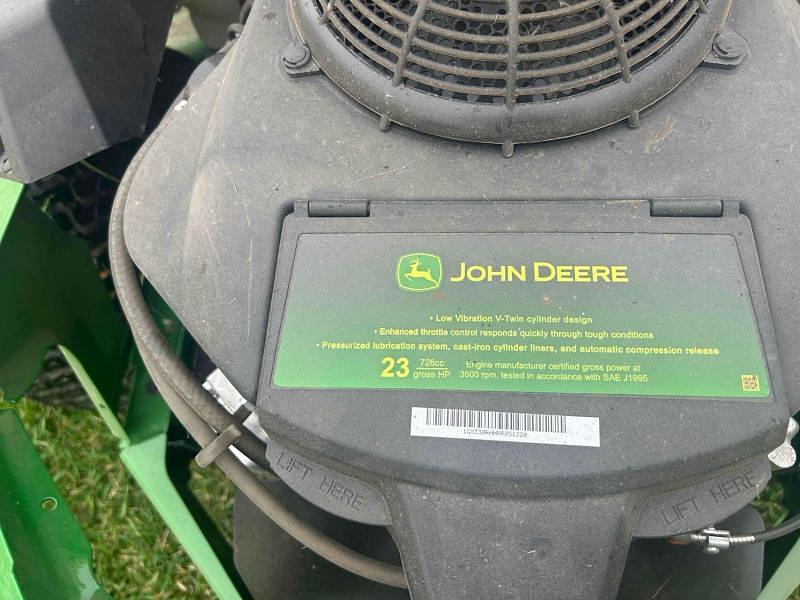 JOHN DEERE
• Low Vibration V-Twin cylinder design
• Enhanced throttle control responds quickly through tough conditions
• Pressurized lubrication system, cast-iron cylinder liners, and automatic compression release
23 726cc gross HP Engine manufacturer certified gross power at 3600 rpm, tested in accordance with SAE J1995
LIFT HERE
LIFT HERE